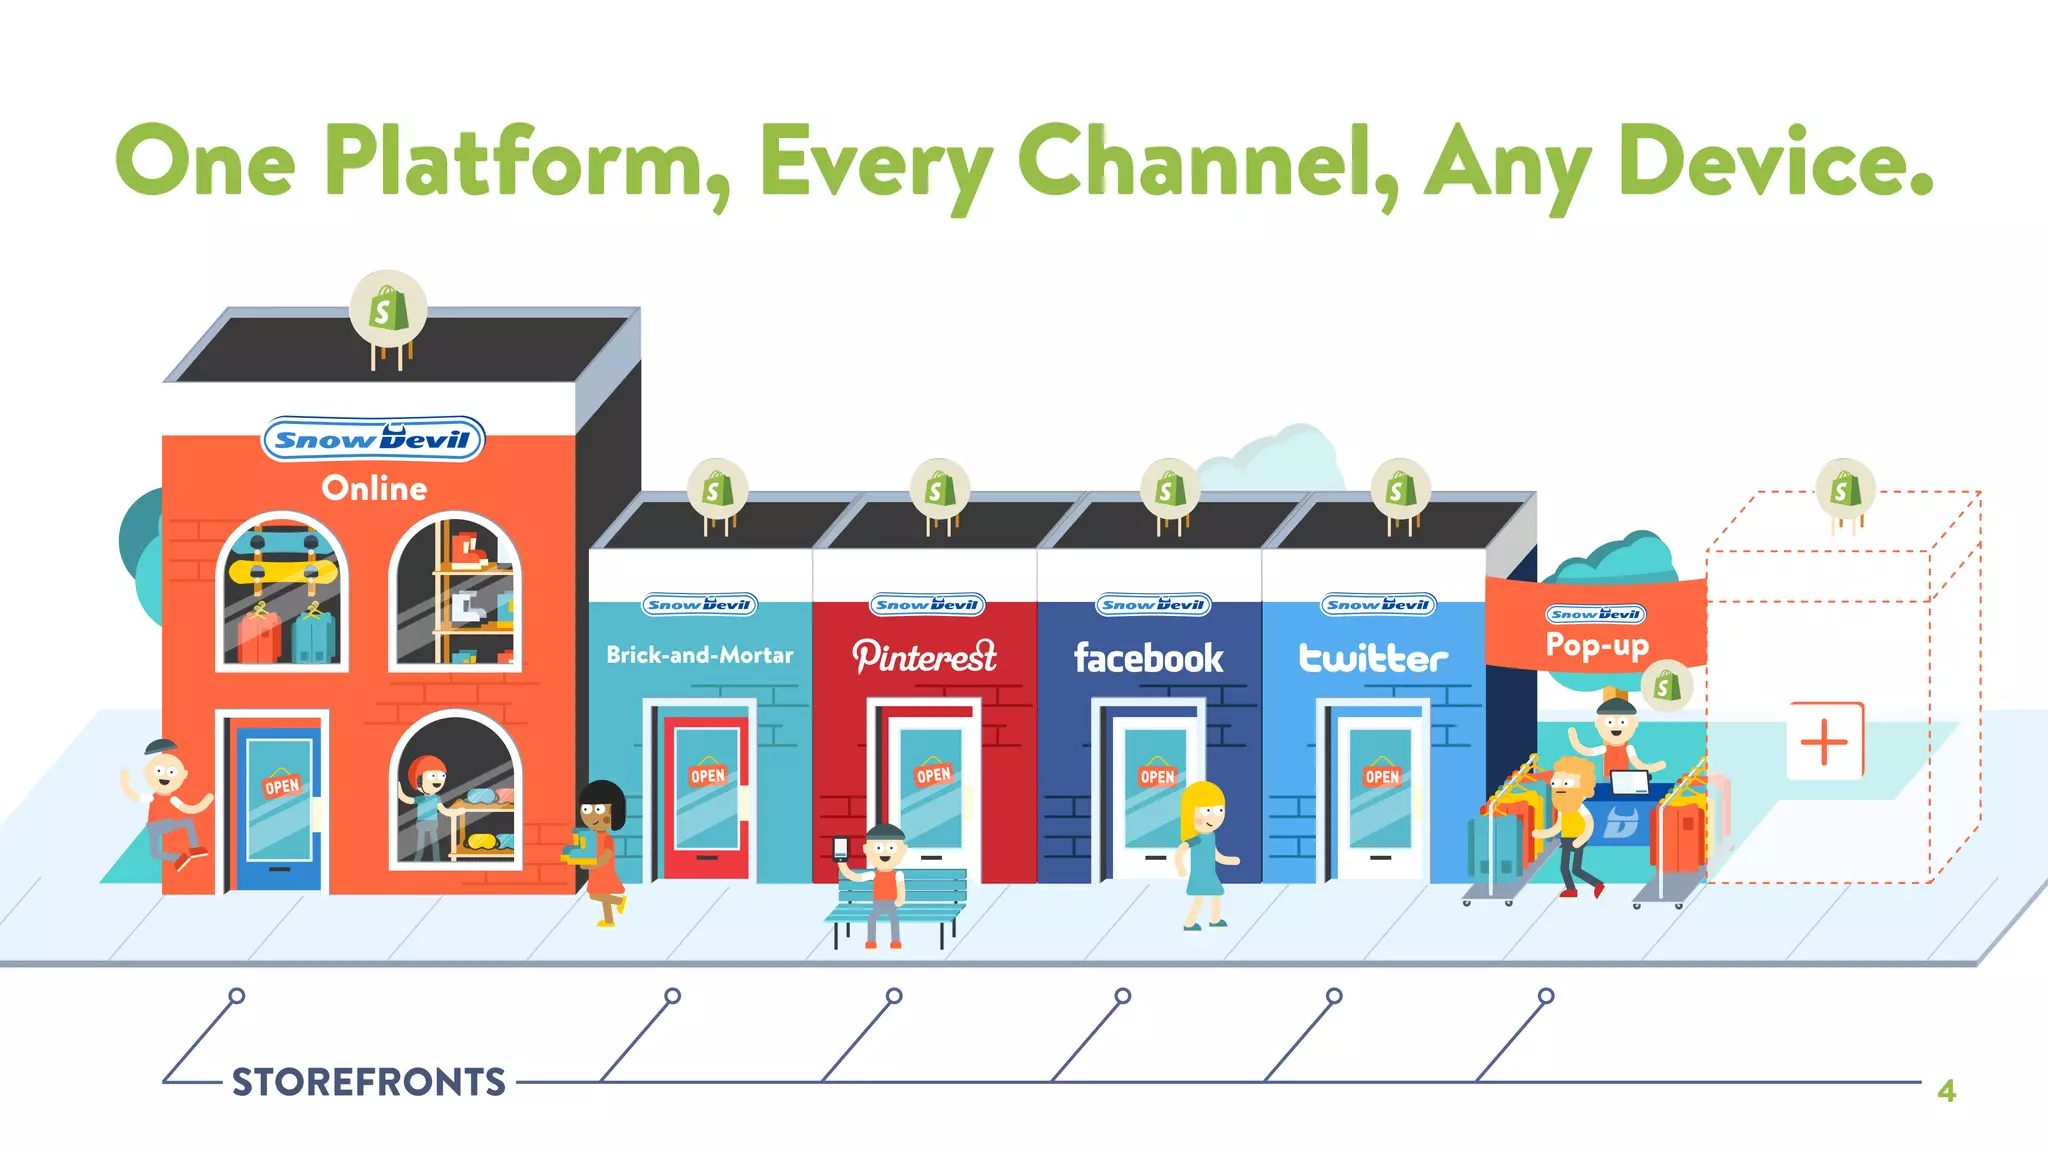 One Platform, Every Channel, Any Device.
S
SnowDevil
Online
OPEN
S
SnowDevil
Brick-and-Mortar
OPEN
S
SnowDevil
Pinterest
OPEN
S
SnowDevil
facebook
OPEN
S
SnowDevil
twitter
OPEN
SnowDevil
Pop-up
S
D
S
STOREFRONTS
4